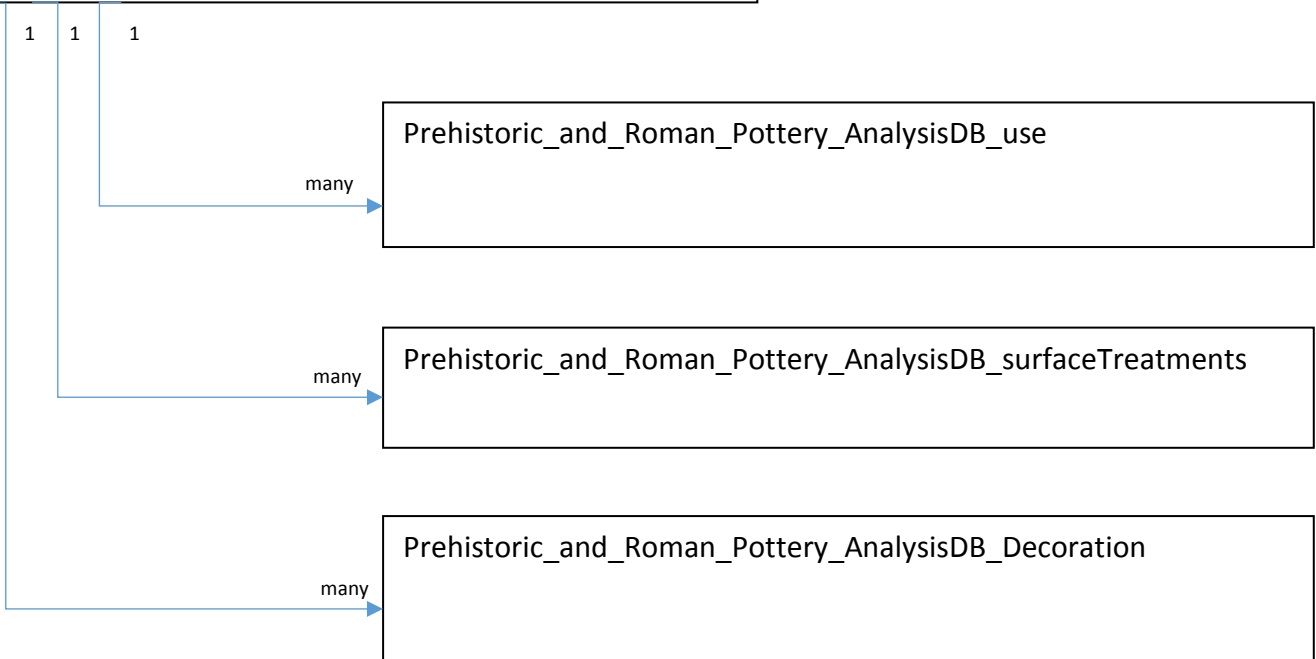 1 1 1
Prehistoric_and_Roman_Pottery_AnalysisDB_use
many
Prehistoric_and_Roman_Pottery_AnalysisDB_surfaceTreatments
many
Prehistoric_and_Roman_Pottery_AnalysisDB_Decoration
many